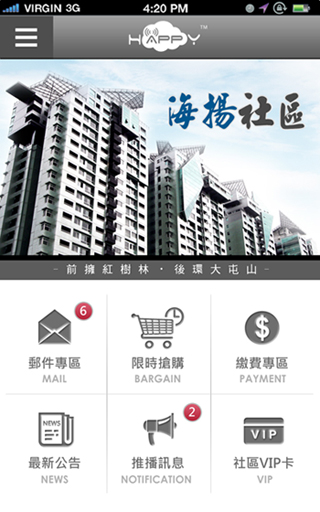 VIRGIN 3G 4:20 PM
HAPPY™
海揚社區
- 前擁紅樹林・後環大屯山 -
6
郵件專區
MAIL
限時搶購
BARGAIN
繳費專區
PAYMENT
NEWS
最新公告
NEWS
2
推播訊息
NOTIFICATION
VIP
社區VIP卡
VIP